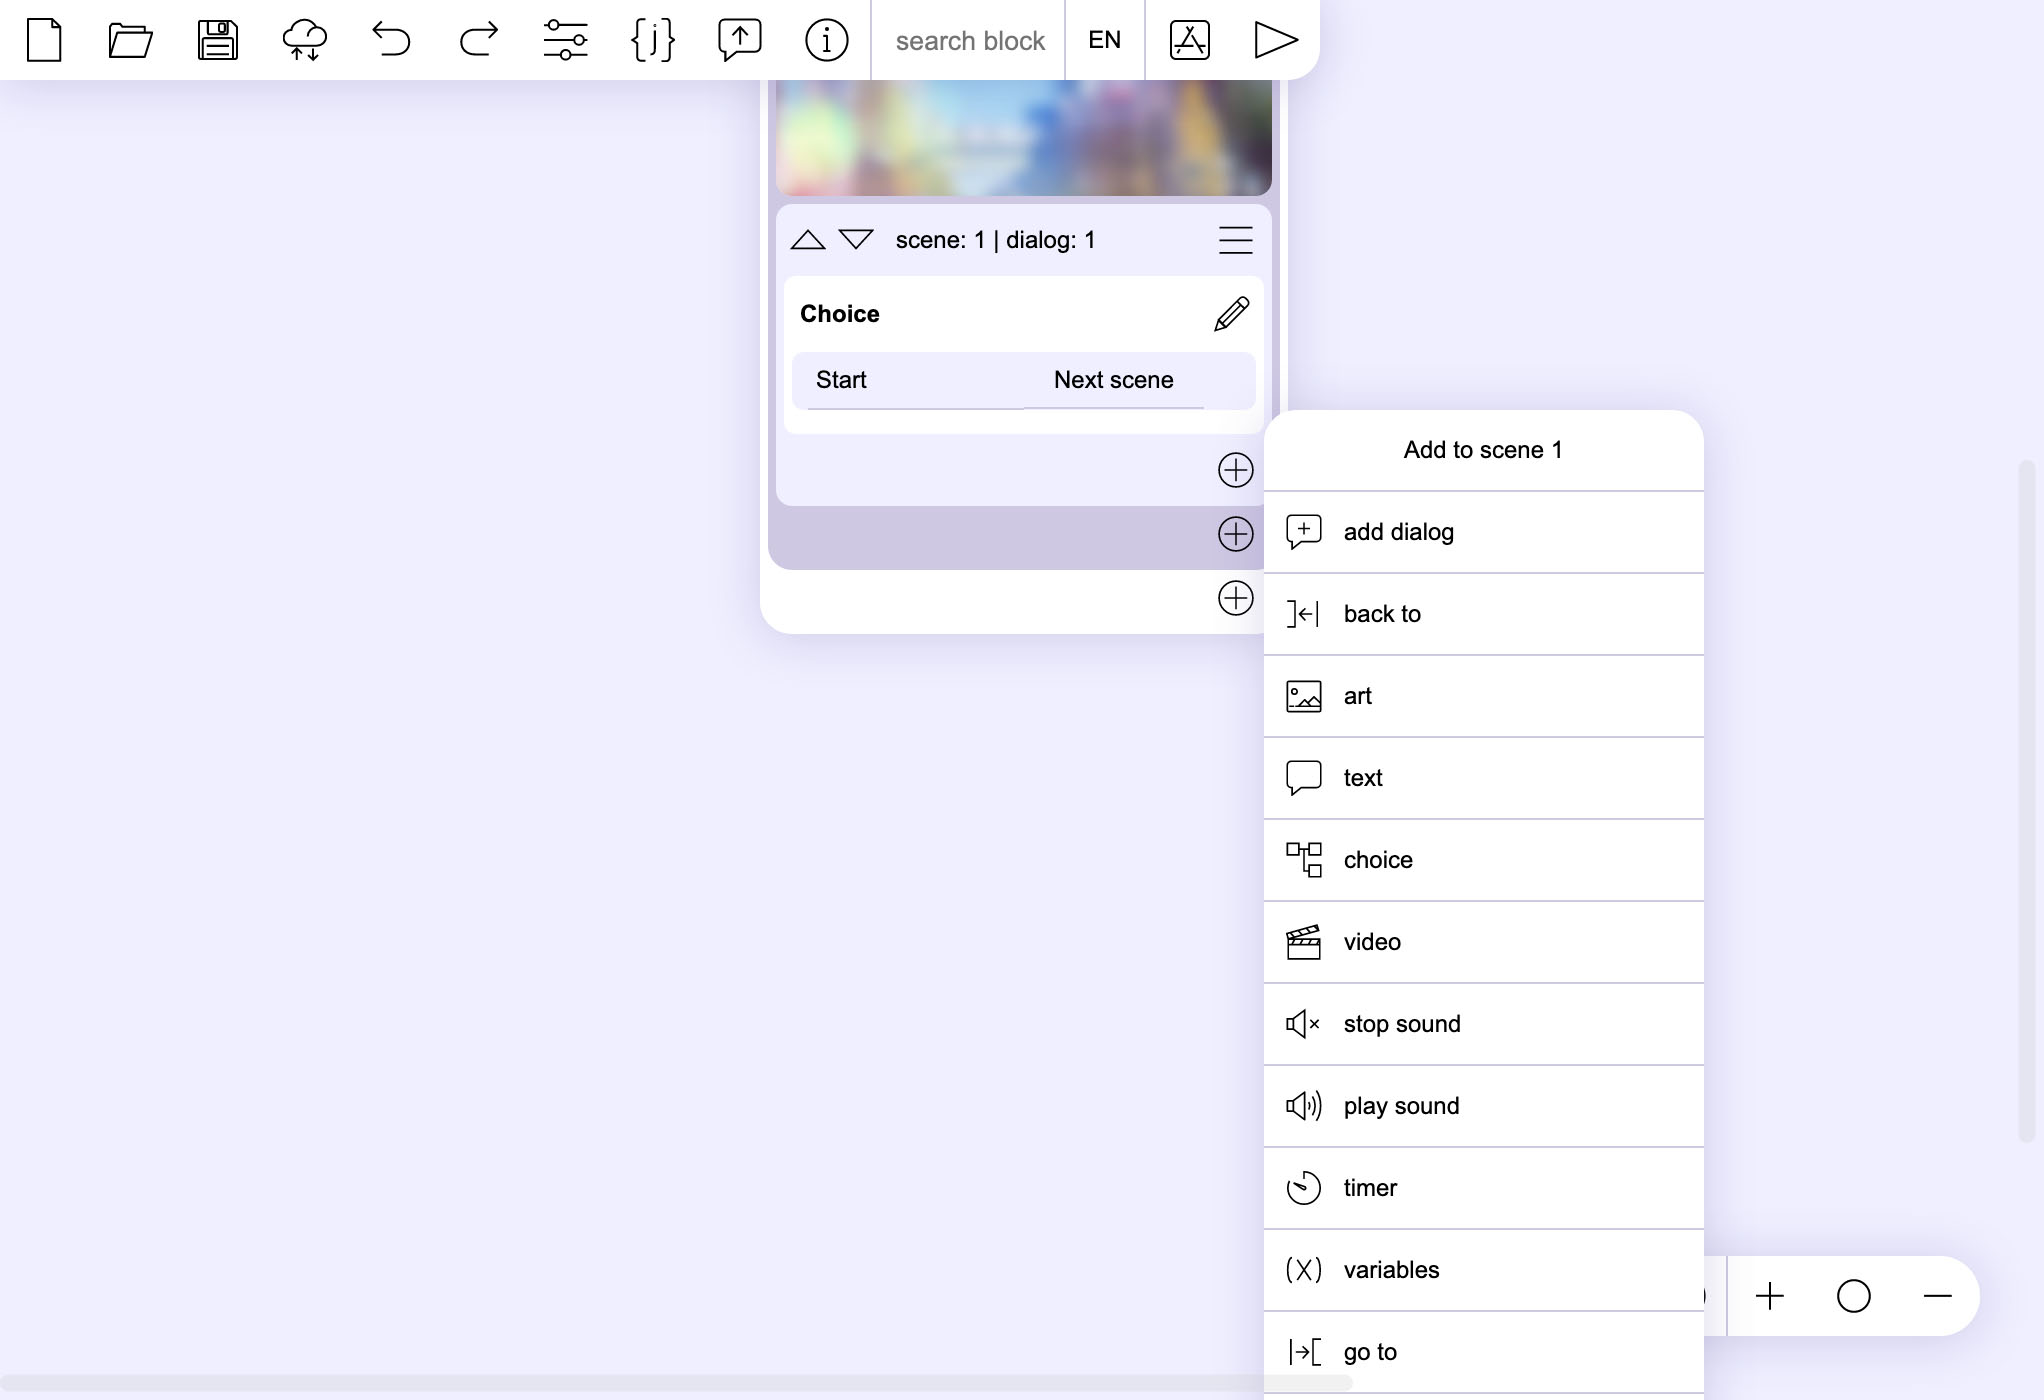 {j}
search block
EN
scene: 1 | dialog: 1
Choice
Start Next scene
Add to scene 1
add dialog
back to
art
text
choice
video
stop sound
play sound
timer
(X) variables
go to